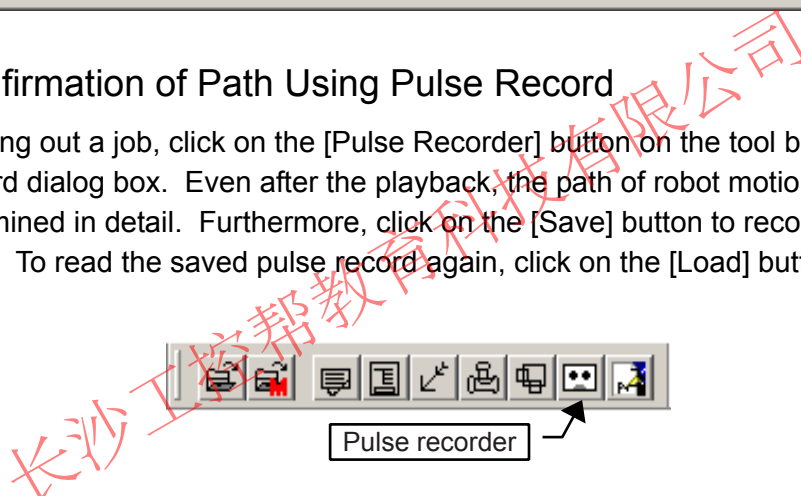 firmation of Path Using Pulse Record
ng out a job, click on the [Pulse Recorder] button on the tool b
rd dialog box. Even after the playback, the path of robot motio
mined in detail. Furthermore, click on the [Save] button to reco
To read the saved pulse record again, click on the [Load] but
Pulse recorder
长沙工控帮教育科技有限公司